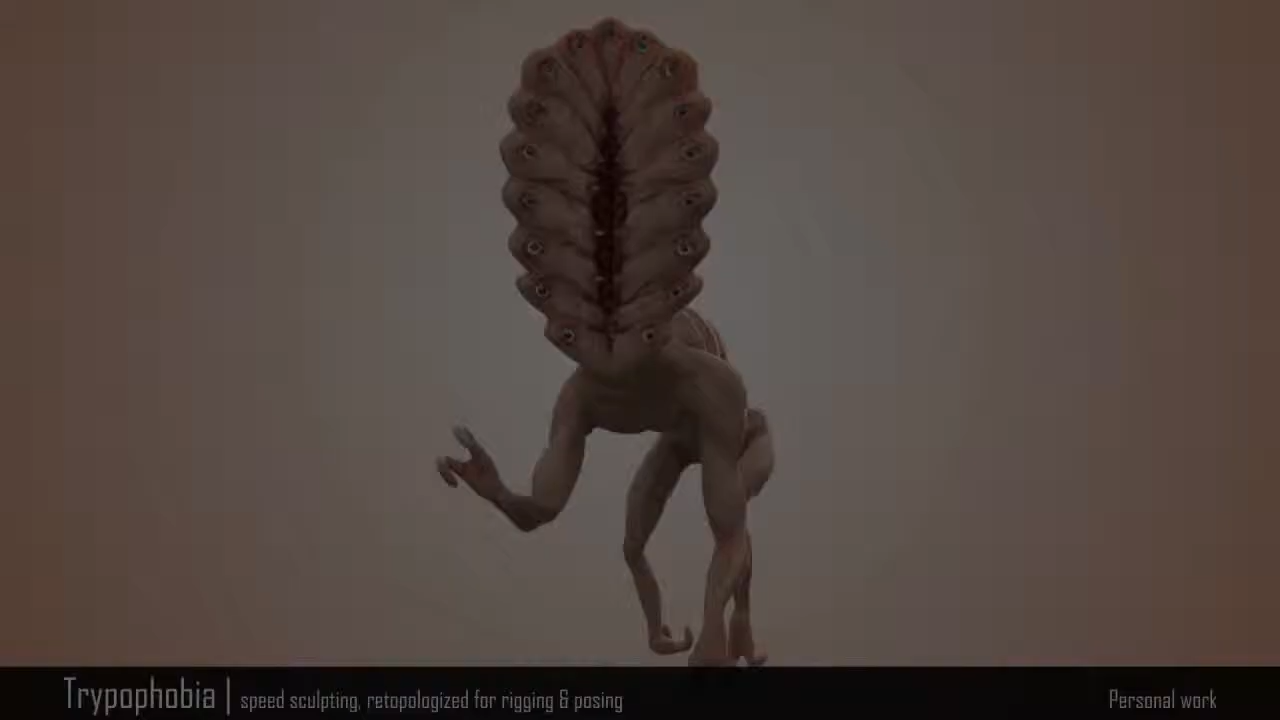 Trypophobia | speed sculpting, retopologized for rigging & posing
Personal work